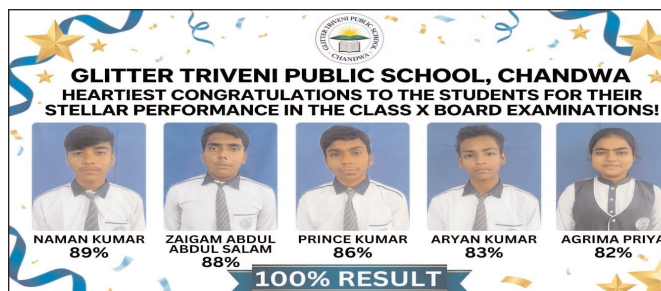 GLITTER TRIVENI PUBLIC SCHOOL
CHANDWA
GLITTER TRIVENI PUBLIC SCHOOL, CHANDWA
HEARTIEST CONGRATULATIONS TO THE STUDENTS FOR THEIR
STELLAR PERFORMANCE IN THE CLASS X BOARD EXAMINATIONS!
NAMAN KUMAR
89%
ZAIGAM ABDUL
ABDUL SALAM
88%
PRINCE KUMAR
86%
ARYAN KUMAR
83%
AGRIMA PRIYA
82%
100% RESULT